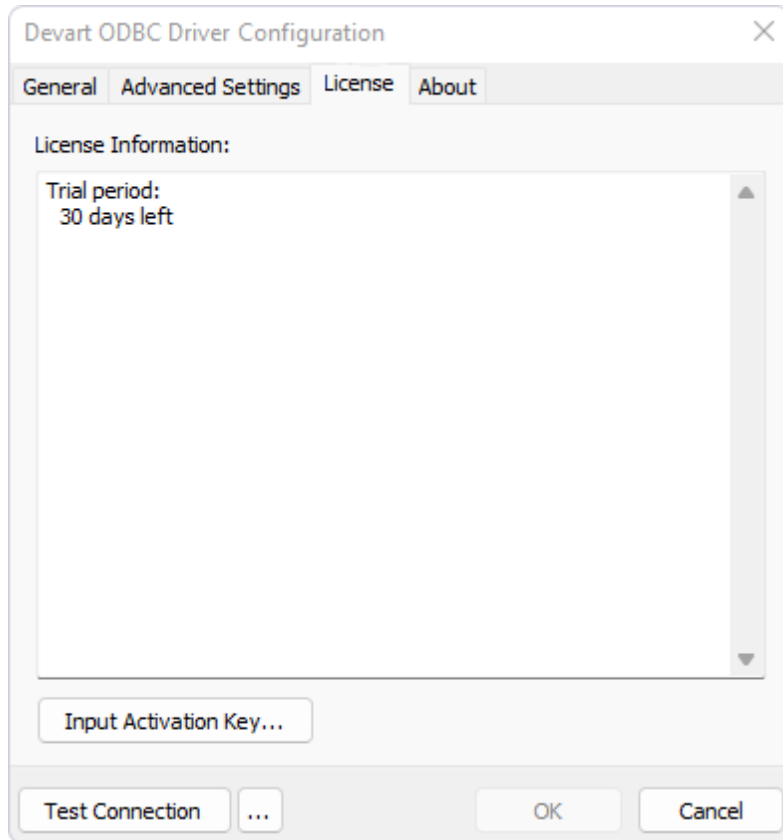 Devart ODBC Driver Configuration
General Advanced Settings License About
License Information:
Trial period:
30 days left
Input Activation Key...
Test Connection ... OK Cancel